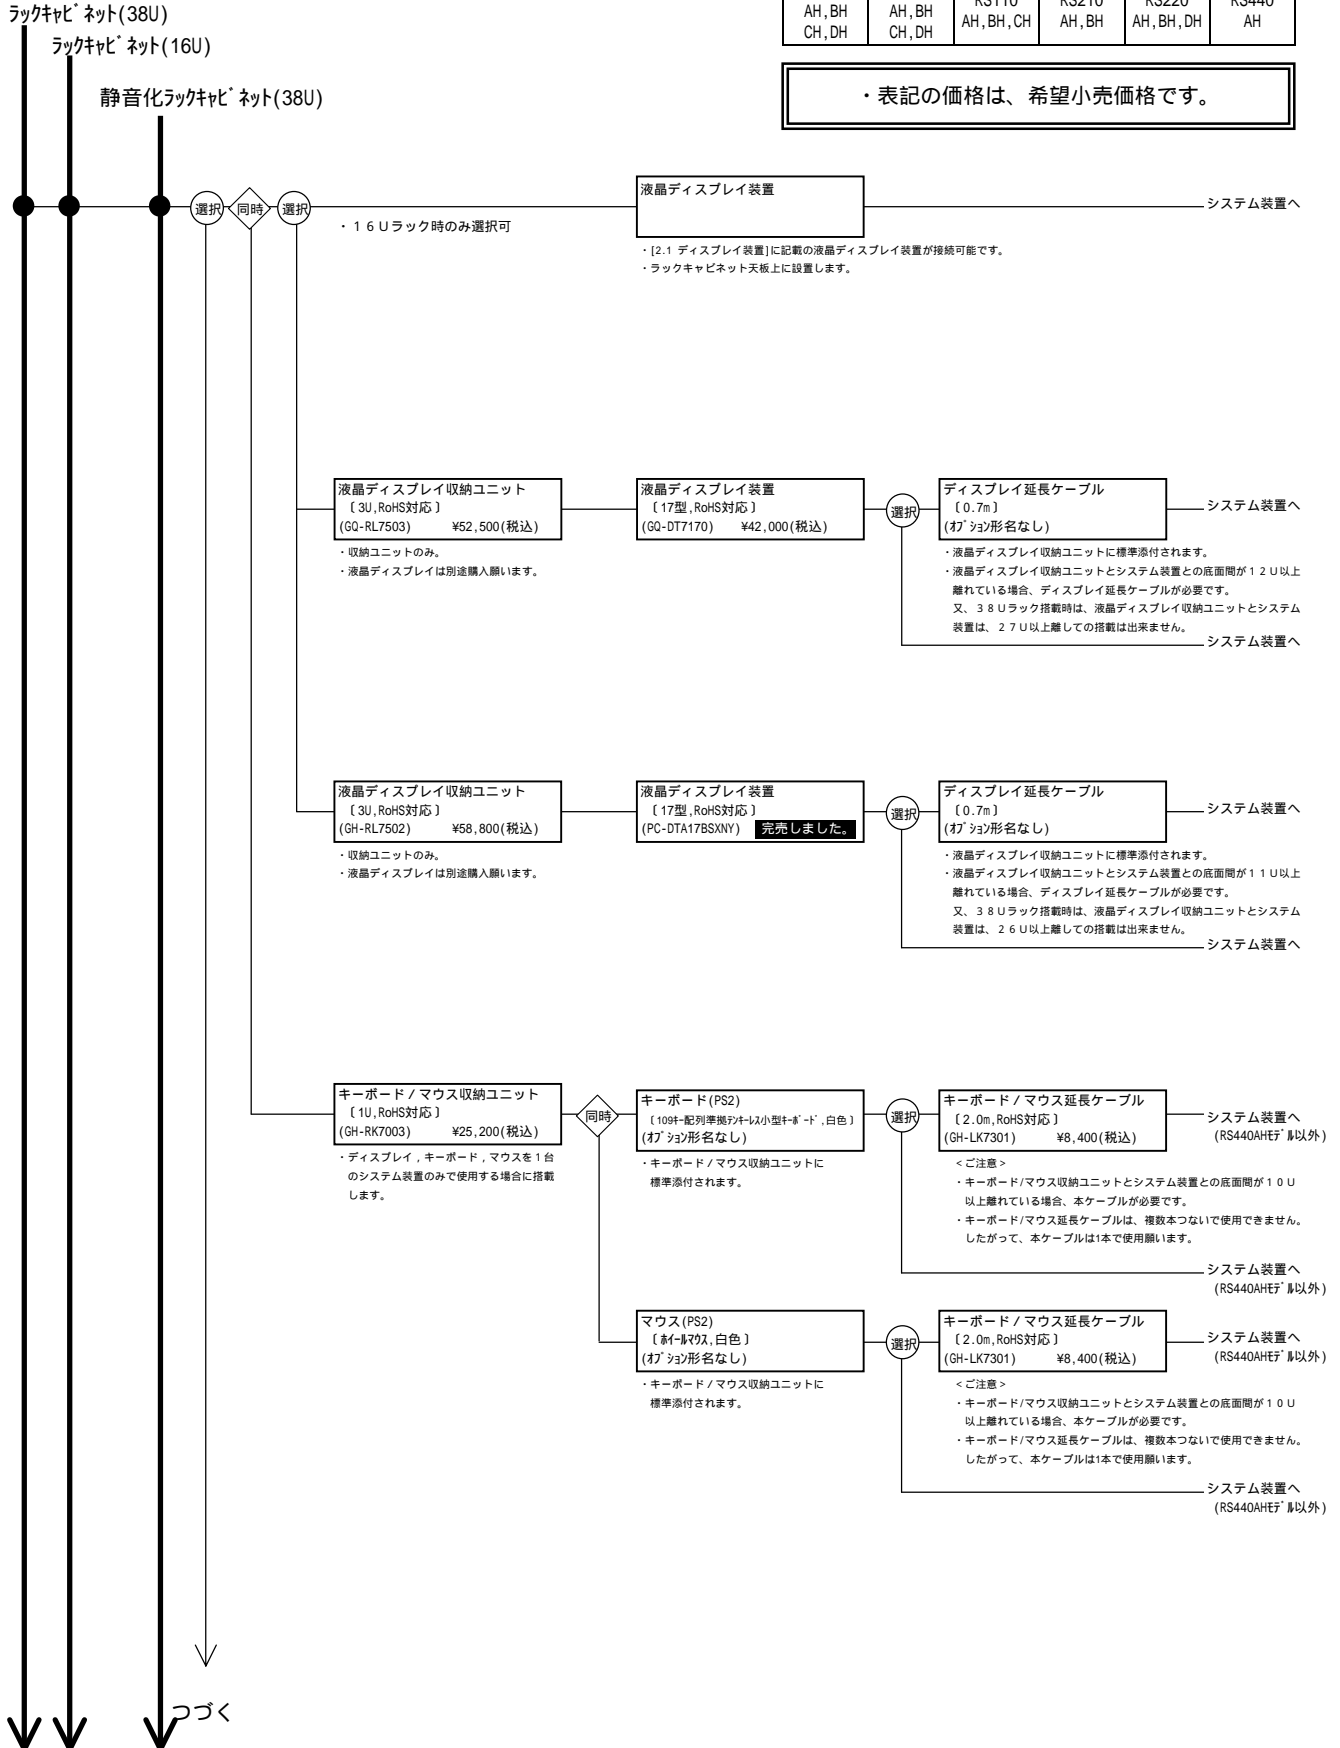 ラックキャビネット(38U)
ラックキャビネット(16U)
静音化ラックキャビネット(38U)
AH,BH
CH,DH
AH,BH
CH,DH
RS110
AH,BH,CH
RS210
AH,BH
RS220
AH,BH,DH
RS440
AH
・表記の価格は、希望小売価格です。
選択
同時
選択
・16Uラック時のみ選択可
液晶ディスプレイ装置
システム装置へ
・[2.1 ディスプレイ装置]に記載の液晶ディスプレイ装置が接続可能です。
・ラックキャビネット天板上に設置します。
液晶ディスプレイ収納ユニット
〔3U,RoHS対応〕
(GQ-RL7503) ¥52,500(税込)
・収納ユニットのみ。
・液晶ディスプレイは別途購入願います。
液晶ディスプレイ装置
〔17型,RoHS対応〕
(GQ-DT7170) ¥42,000(税込)
選択
ディスプレイ延長ケーブル
〔0.7m〕
(オプション形名なし)
システム装置へ
・液晶ディスプレイ収納ユニットに標準添付されます。
・液晶ディスプレイ収納ユニットとシステム装置との底面間が12U以上
離れている場合、ディスプレイ延長ケーブルが必要です。
又、38Uラック搭載時は、液晶ディスプレイ収納ユニットとシステム
装置は、27U以上離しての搭載は出来ません。
システム装置へ
液晶ディスプレイ収納ユニット
〔3U,RoHS対応〕
(GH-RL7502) ¥58,800(税込)
・収納ユニットのみ。
・液晶ディスプレイは別途購入願います。
液晶ディスプレイ装置
〔17型,RoHS対応〕
(PC-DTA17BSXNY) 完売しました。
選択
ディスプレイ延長ケーブル
〔0.7m〕
(オプション形名なし)
システム装置へ
・液晶ディスプレイ収納ユニットに標準添付されます。
・液晶ディスプレイ収納ユニットとシステム装置との底面間が11U以上
離れている場合、ディスプレイ延長ケーブルが必要です。
又、38Uラック搭載時は、液晶ディスプレイ収納ユニットとシステム
装置は、26U以上離しての搭載は出来ません。
システム装置へ
キーボード/マウス収納ユニット
〔1U,RoHS対応〕
(GH-RK7003) ¥25,200(税込)
・ディスプレイ,キーボード,マウスを1台
のシステム装置のみで使用する場合に搭載
します。
同時
キーボード(PS2)
〔109キー配列準拠テンキーレス小型キーボード,白色〕
(オプション形名なし)
・キーボード/マウス収納ユニットに
標準添付されます。
選択
キーボード/マウス延長ケーブル
〔2.0m,RoHS対応〕
(GH-LK7301) ¥8,400(税込)
システム装置へ
(RS440AHモデル以外)
<ご注意>
・キーボード/マウス収納ユニットとシステム装置との底面間が10U
以上離れている場合、本ケーブルが必要です。
・キーボード/マウス延長ケーブルは、複数本つないで使用できません。
したがって、本ケーブルは1本で使用願います。
システム装置へ
(RS440AHモデル以外)
マウス(PS2)
〔ホイールマウス,白色〕
(オプション形名なし)
・キーボード/マウス収納ユニットに
標準添付されます。
選択
キーボード/マウス延長ケーブル
〔2.0m,RoHS対応〕
(GH-LK7301) ¥8,400(税込)
システム装置へ
(RS440AHモデル以外)
<ご注意>
・キーボード/マウス収納ユニットとシステム装置との底面間が10U
以上離れている場合、本ケーブルが必要です。
・キーボード/マウス延長ケーブルは、複数本つないで使用できません。
したがって、本ケーブルは1本で使用願います。
システム装置へ
(RS440AHモデル以外)
つづく